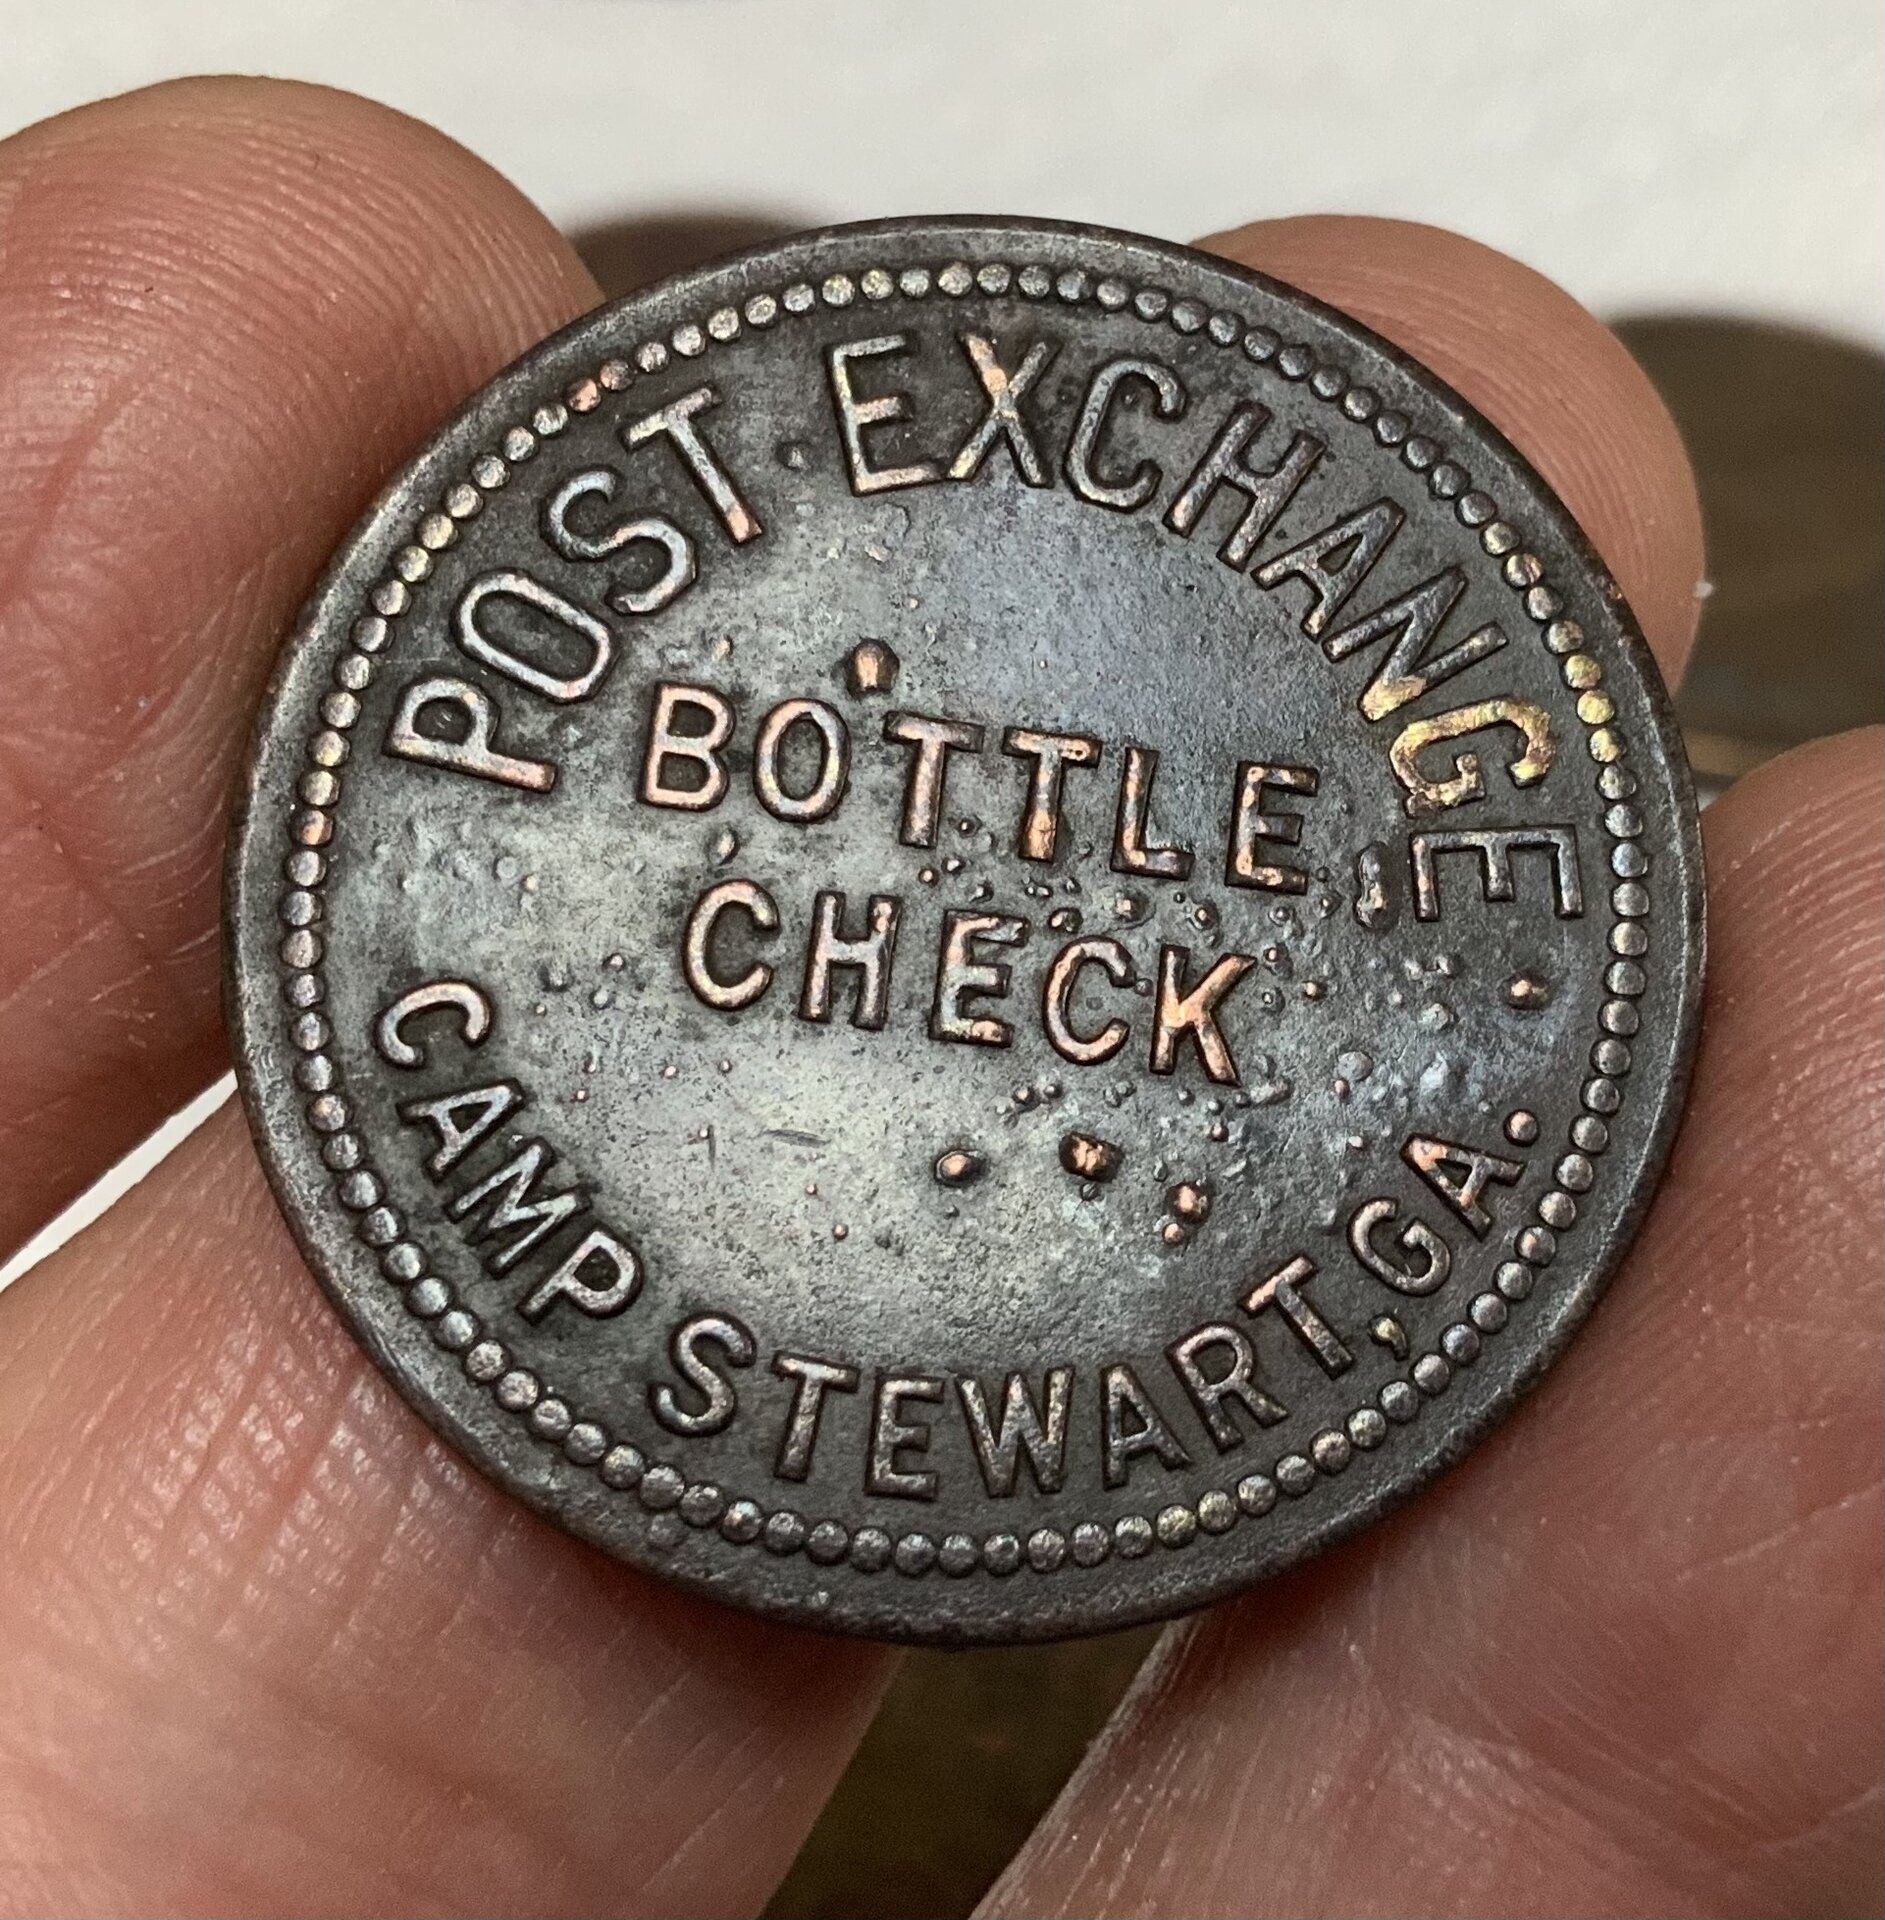 POST EXCHANGE
BOTTLE
CHECK
CAMP STEWART, GA.